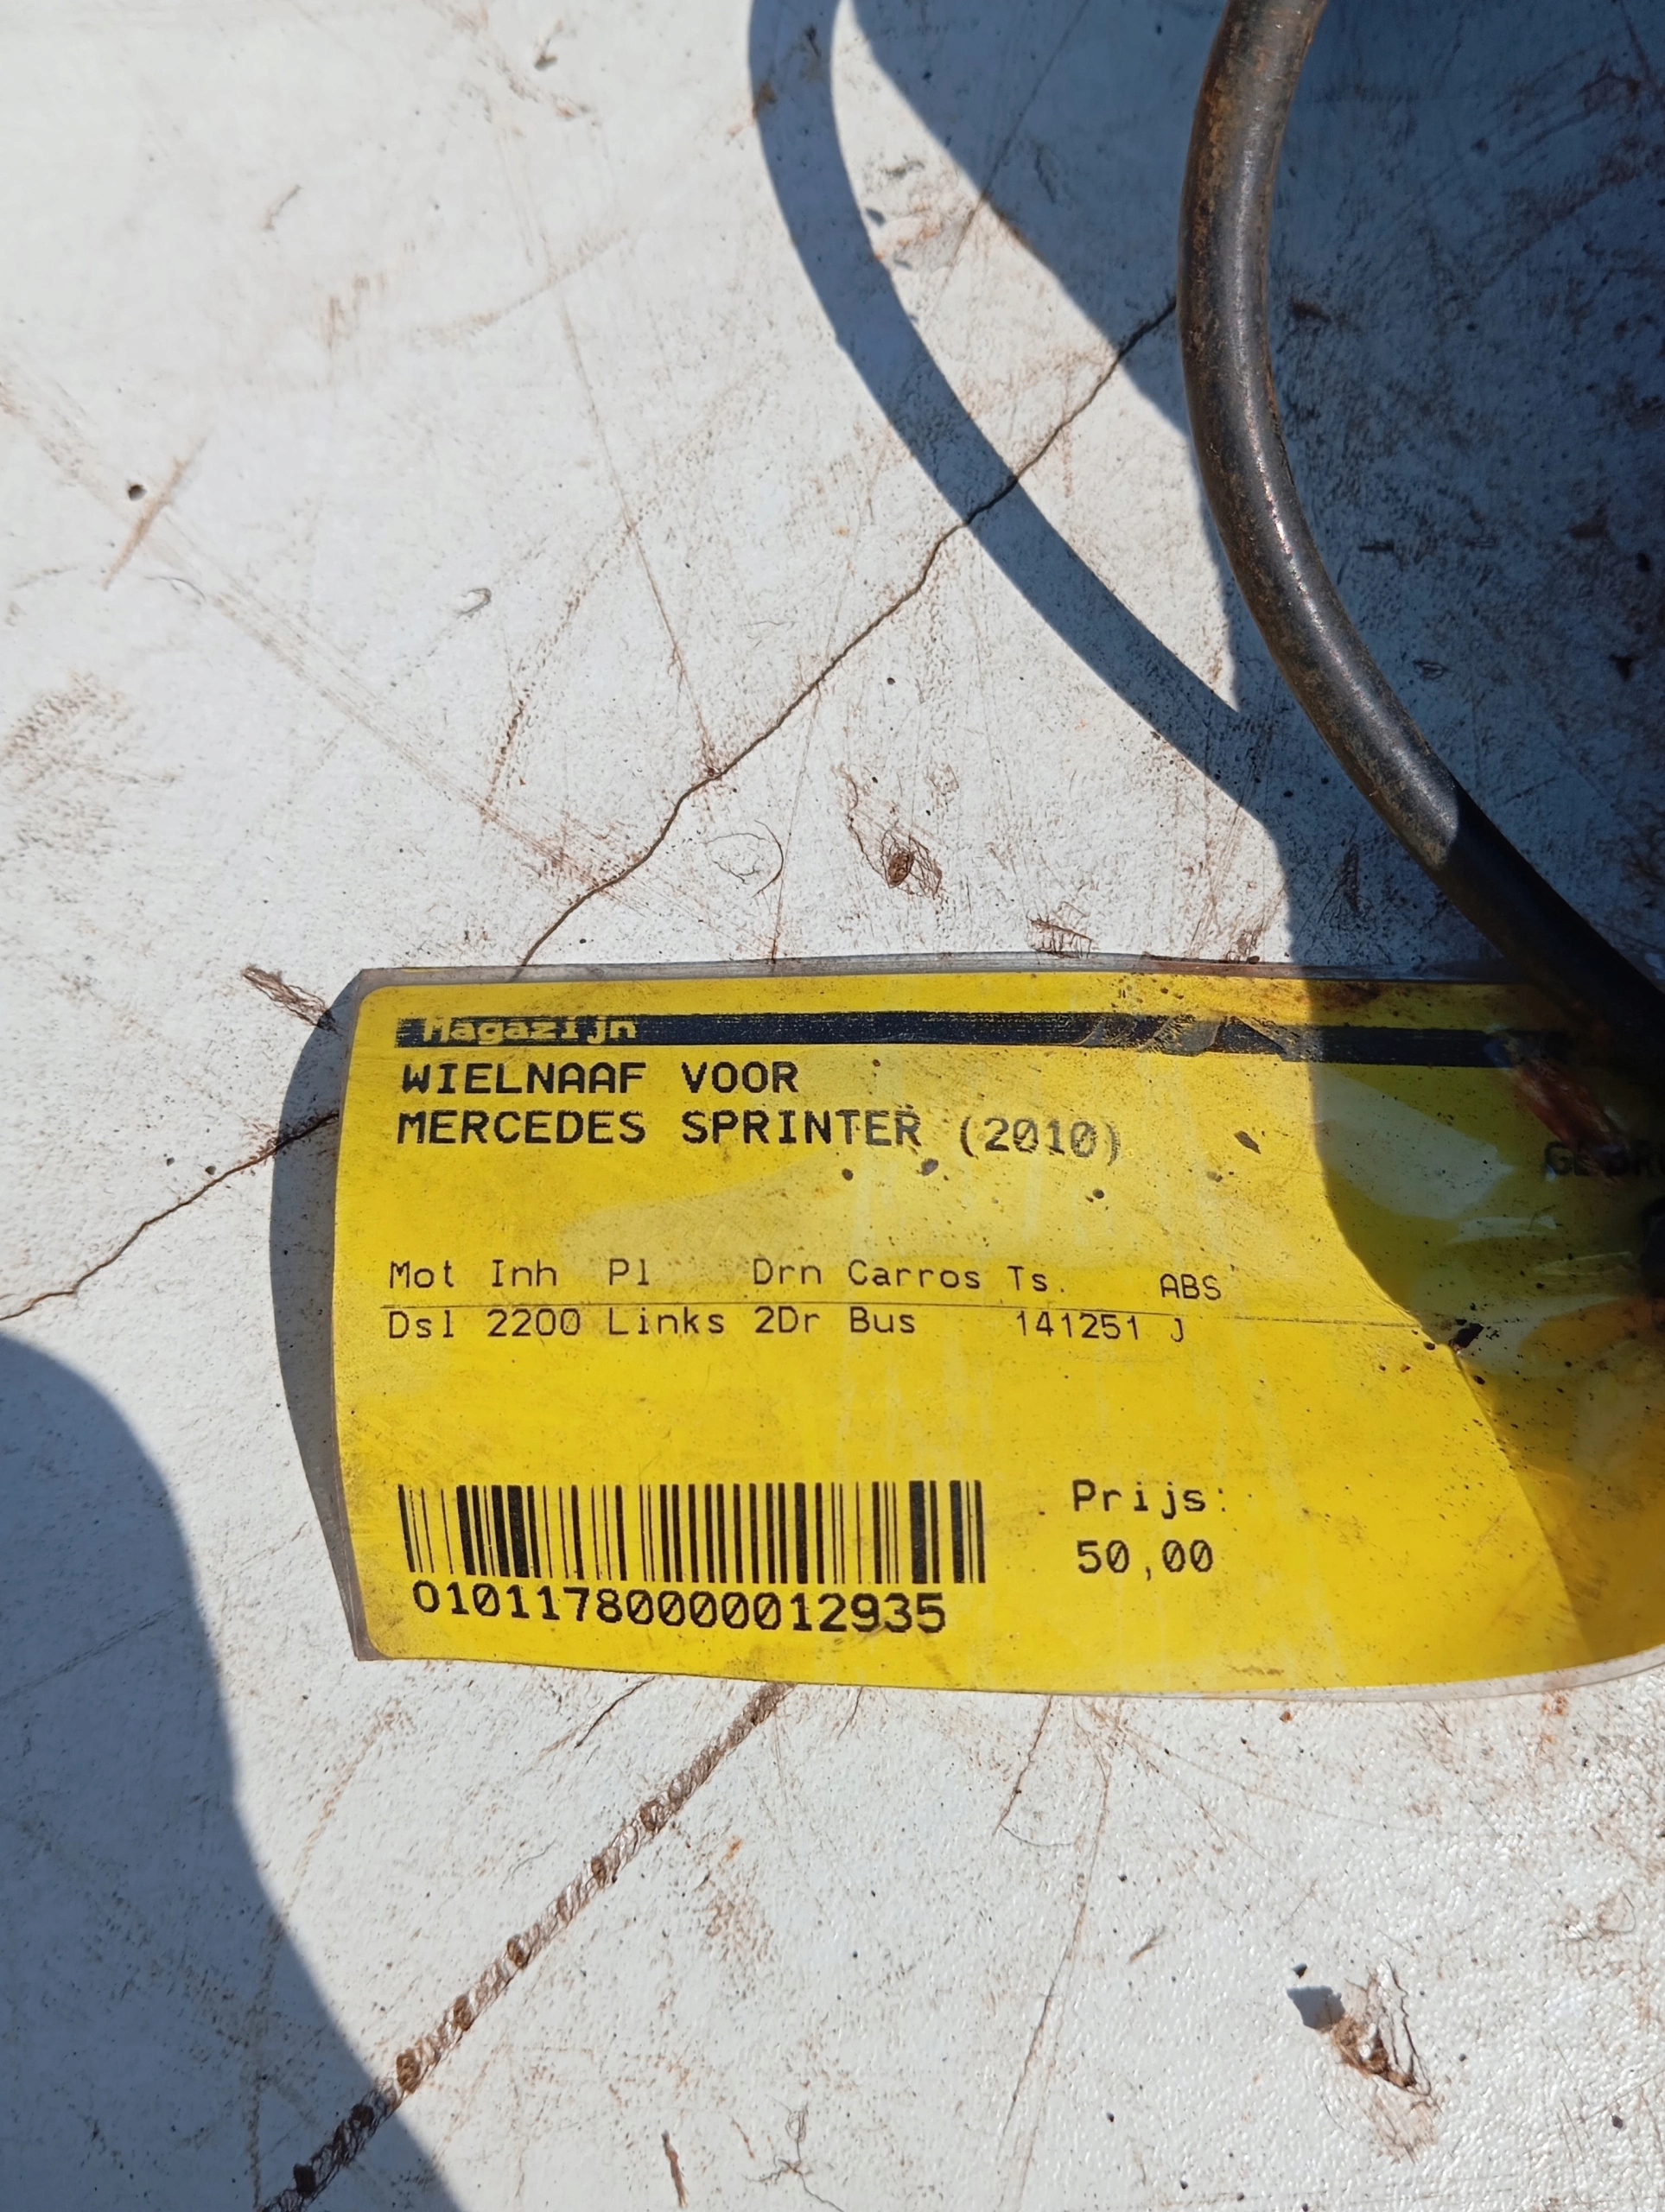 Magazijn
WIELNAAF VOOR
MERCEDES SPRINTER (2010)
Mot Inh Pl Drn Carros Ts. ABS
Dsl 2200 Links 2Dr Bus 141251 J
Prijs:
50,00
01011780000012935